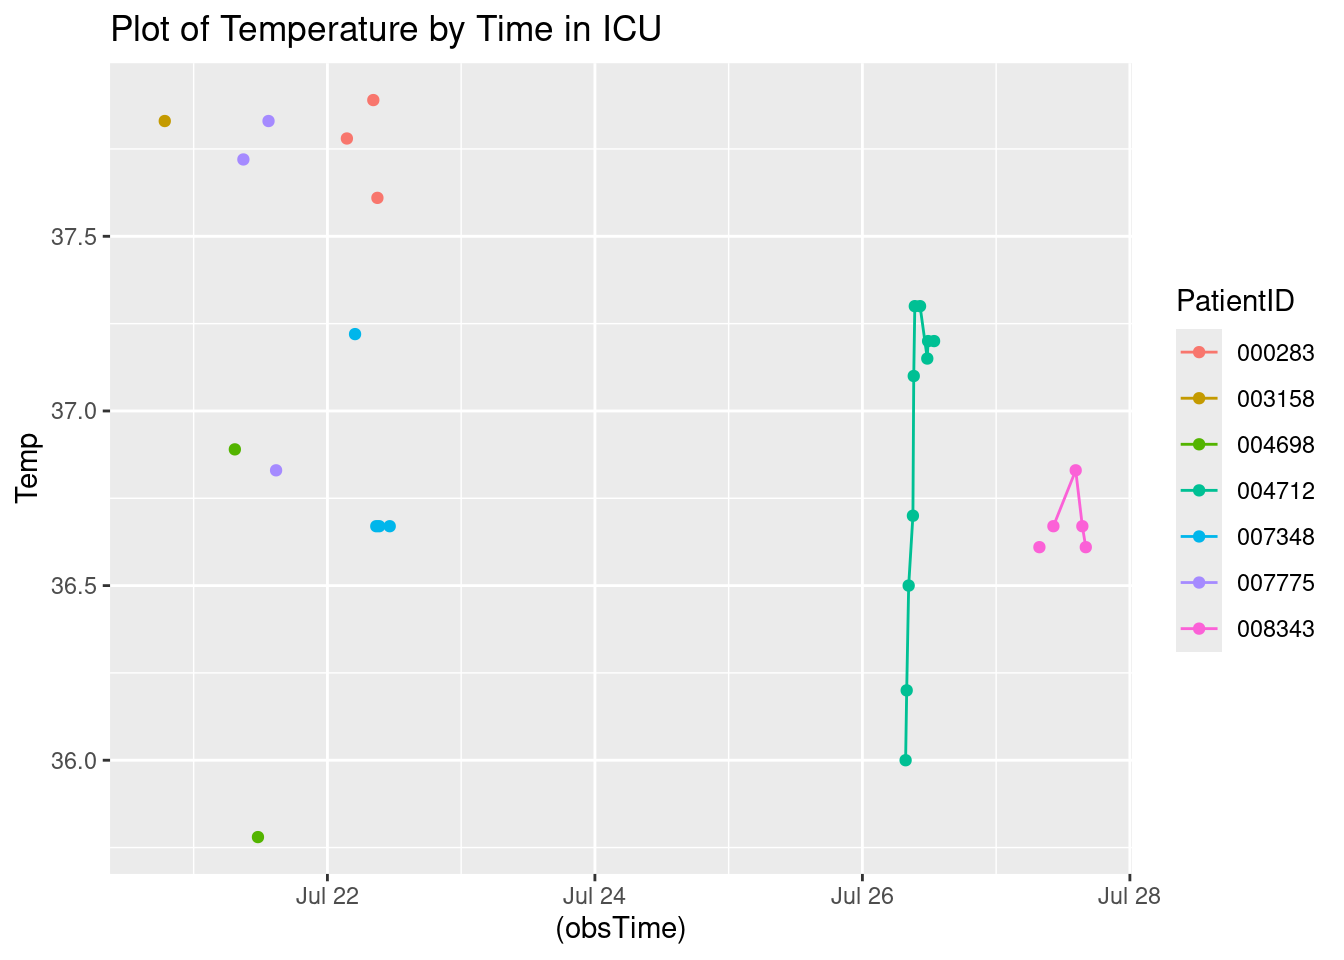 Plot of Temperature by Time in ICU
Temp
37.5
37.0
36.5
36.0
Jul 22
Jul 24
Jul 26
Jul 28
(obsTime)
PatientID
000283
003158
004698
004712
007348
007775
008343